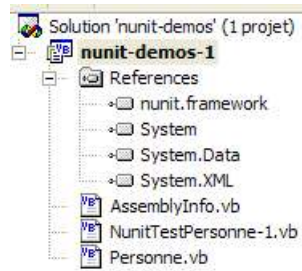 Solution 'nunit-demos' (1 projet)
nunit-demos-1
References
nunit.framework
System
System.Data
System.XML
AssemblyInfo.vb
NunitTestPersonne-1.vb
Personne.vb